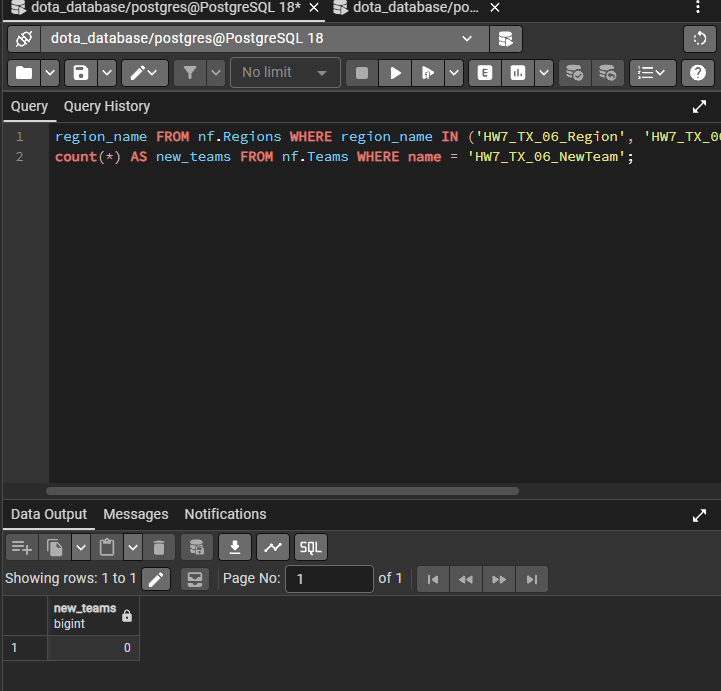 dota_database/postgres@PostgreSQL 18* dota_database/po...
dota_database/postgres@PostgreSQL 18
No limit
E
Query Query History
1 region_name FROM nf.Regions WHERE region_name IN ('HW7_TX_06_Region', 'HW7_TX_0
2 count(*) AS new_teams FROM nf.Teams WHERE name = 'HW7_TX_06_NewTeam';
Data Output Messages Notifications
SQL
Showing rows: 1 to 1 Page No: 1 of 1
new_teams
bigint
1 0